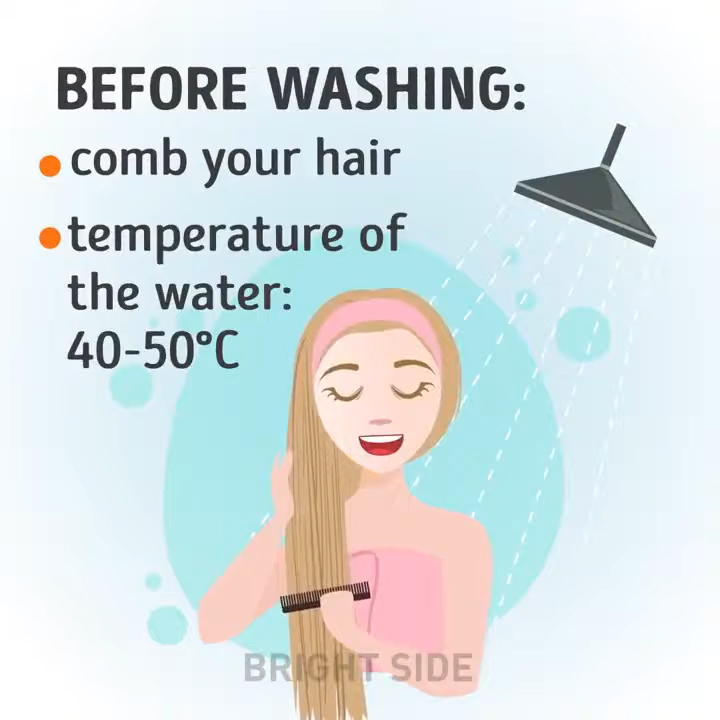 BEFORE WASHING:
comb your hair
temperature of
the water:
40-50°C
BRIGHT SIDE